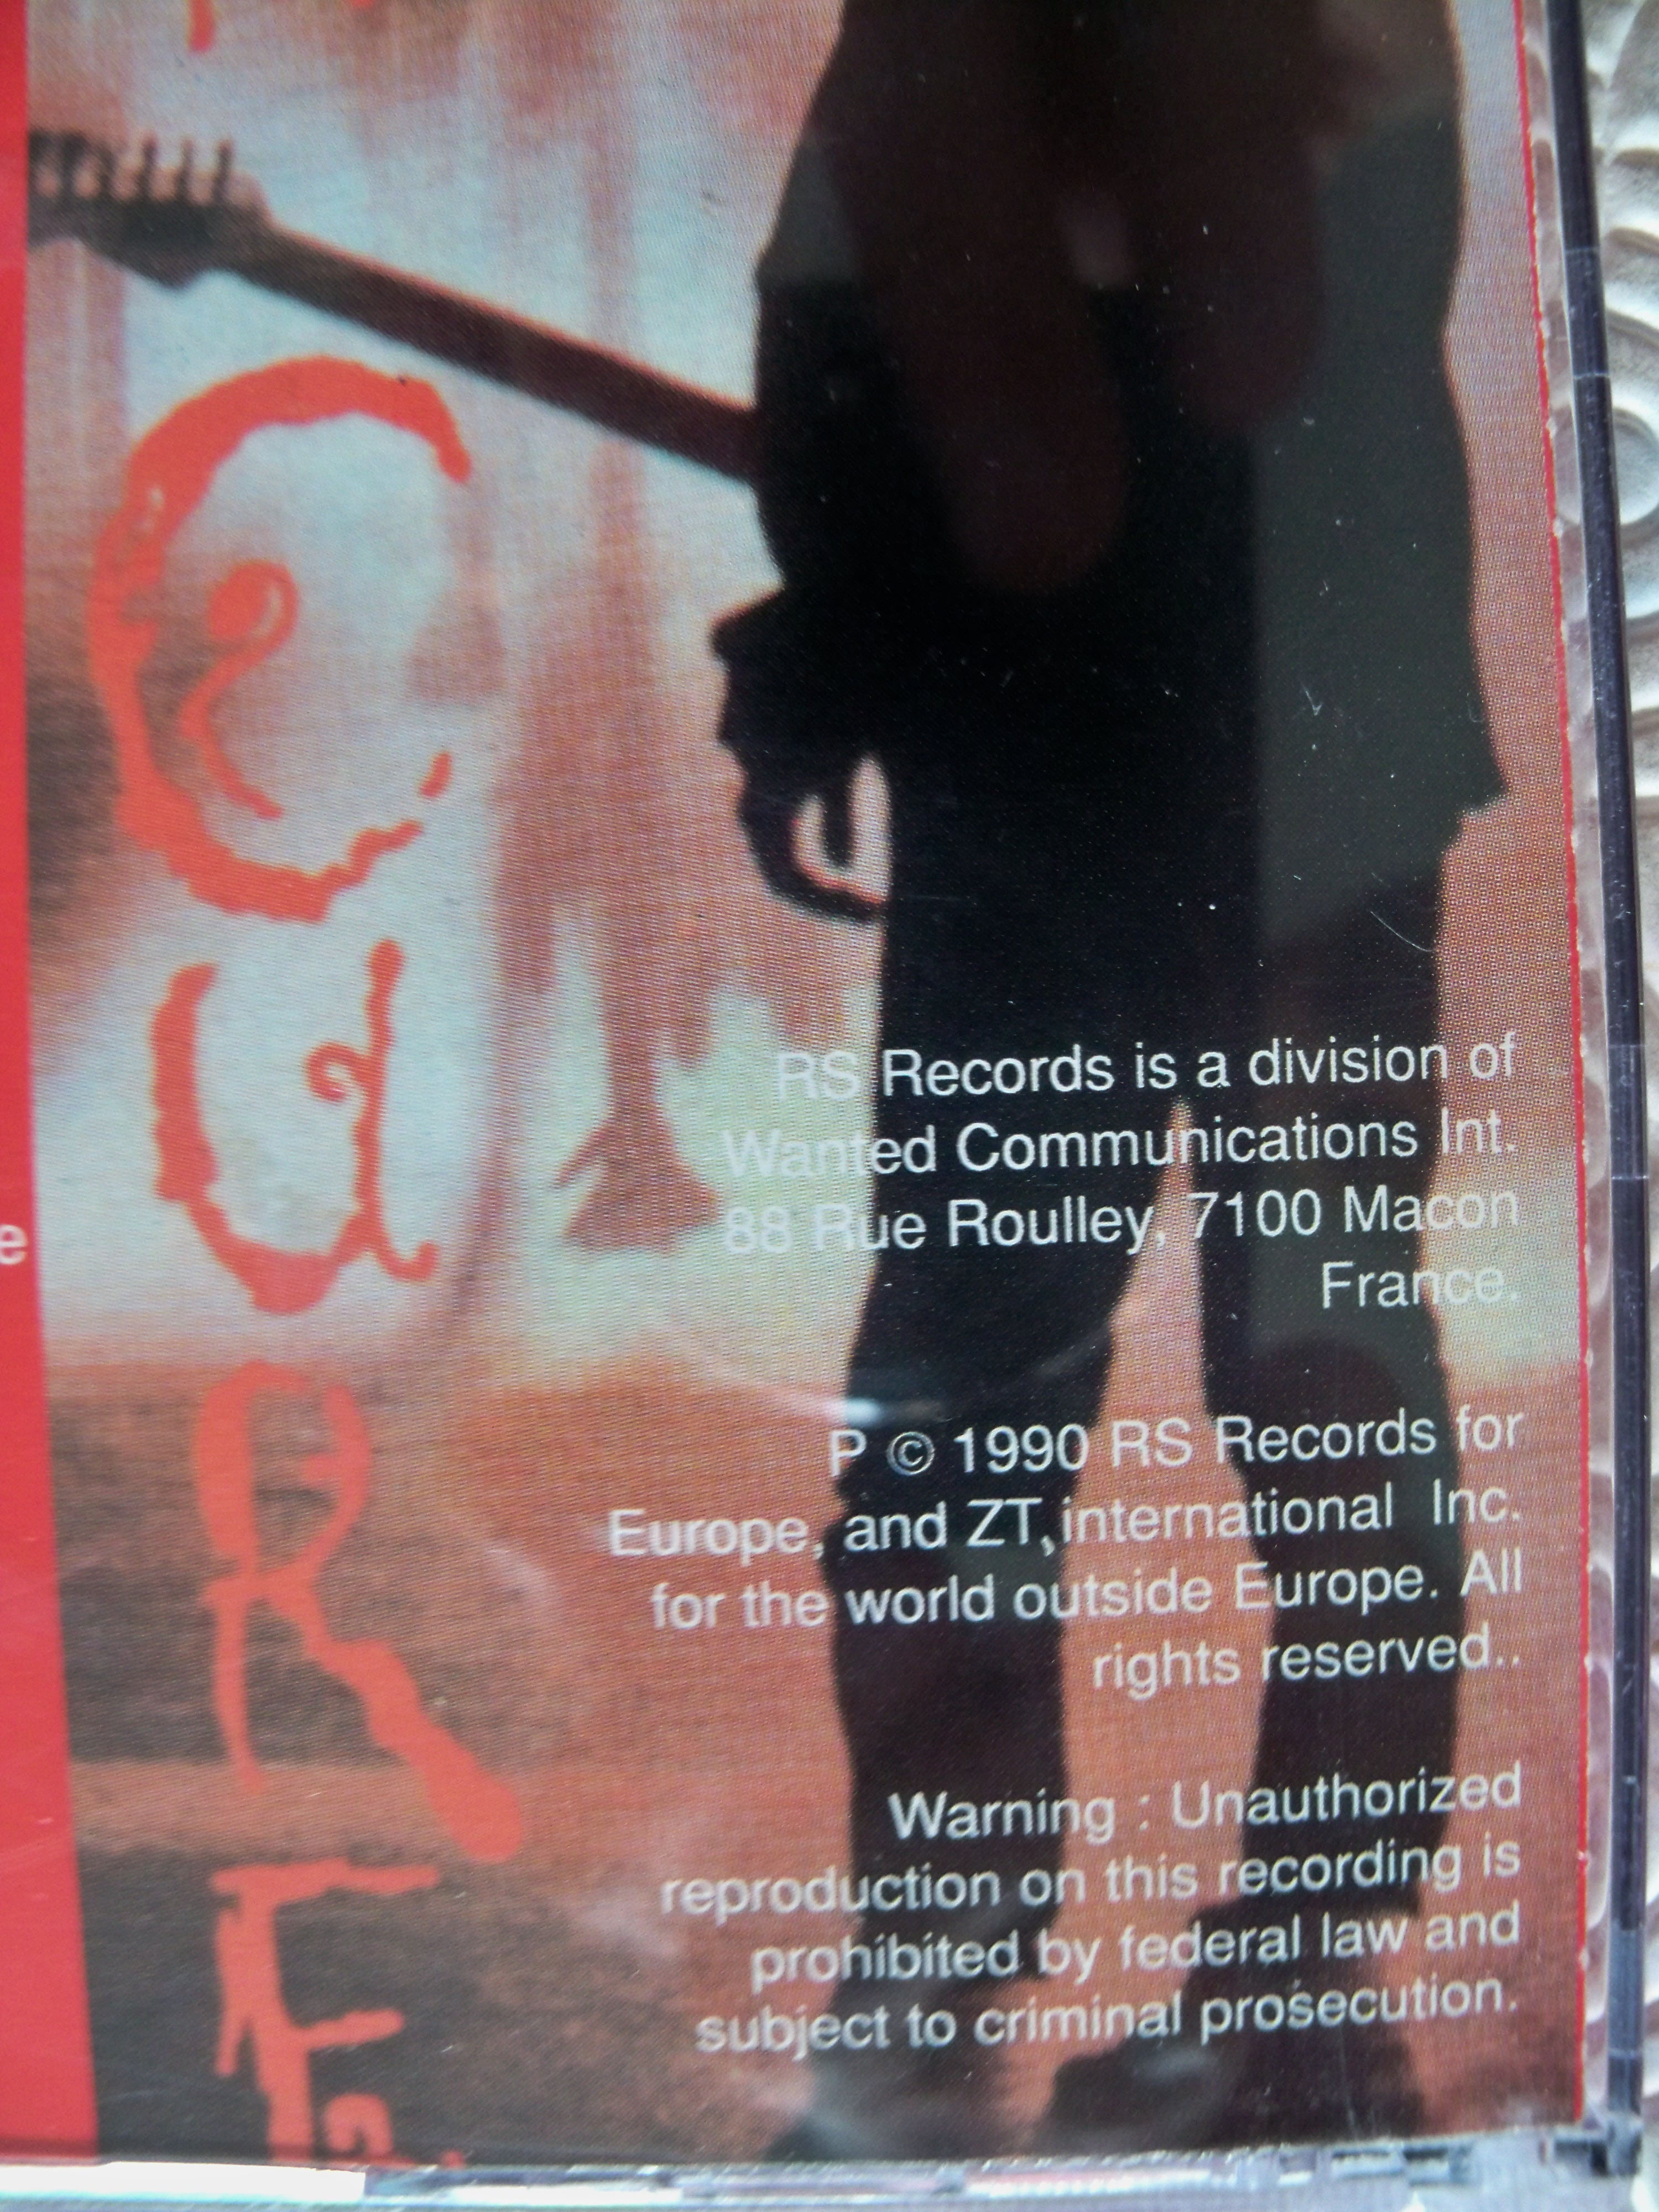 CURE
e
RS Records is a division of
Wanted Communications Int.
88 Rue Roulley, 7100 Macon
France.
P © 1990 RS Records for
Europe, and ZT, international Inc.
for the world outside Europe. All
rights reserved..
Warning : Unauthorized
reproduction on this recording is
prohibited by federal law and
subject to criminal prosecution.